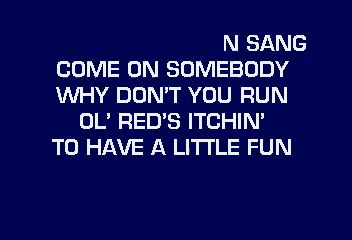 N SANG
COME ON SOMEBODY
WHY DON'T YOU RUN
OL' RED'S ITCHIN'
TO HAVE A LITTLE FUN